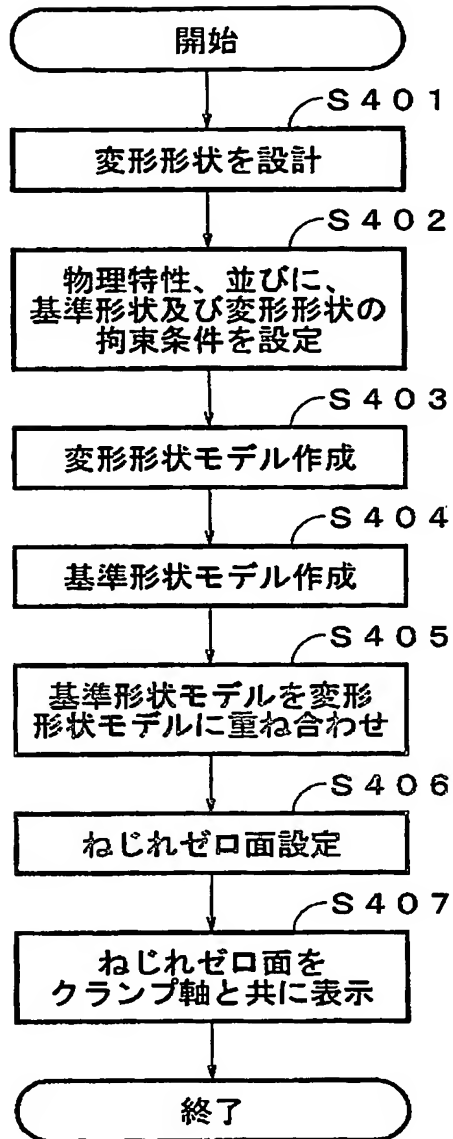 開始
S401
変形形状を設計
S402
物理特性、並びに、
基準形状及び変形形状の
拘束条件を設定
S403
変形形状モデル作成
S404
基準形状モデル作成
S405
基準形状モデルを変形
形状モデルに重ね合わせ
S406
ねじれゼロ面設定
S407
ねじれゼロ面を
クランプ軸と共に表示
終了